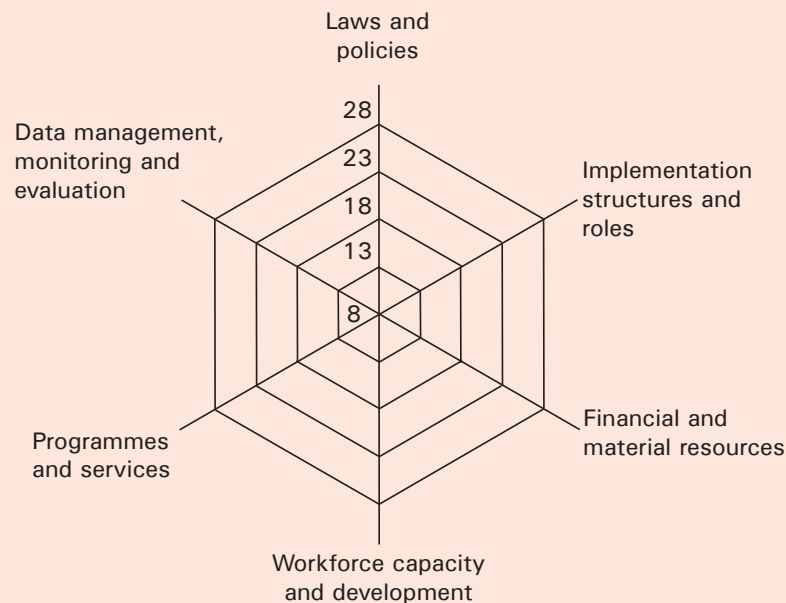 Laws and
policies
28
23
18
13
8
Data management,
monitoring and
evaluation
Implementation
structures and
roles
Programmes
and services
Financial and
material resources
Workforce capacity
and development